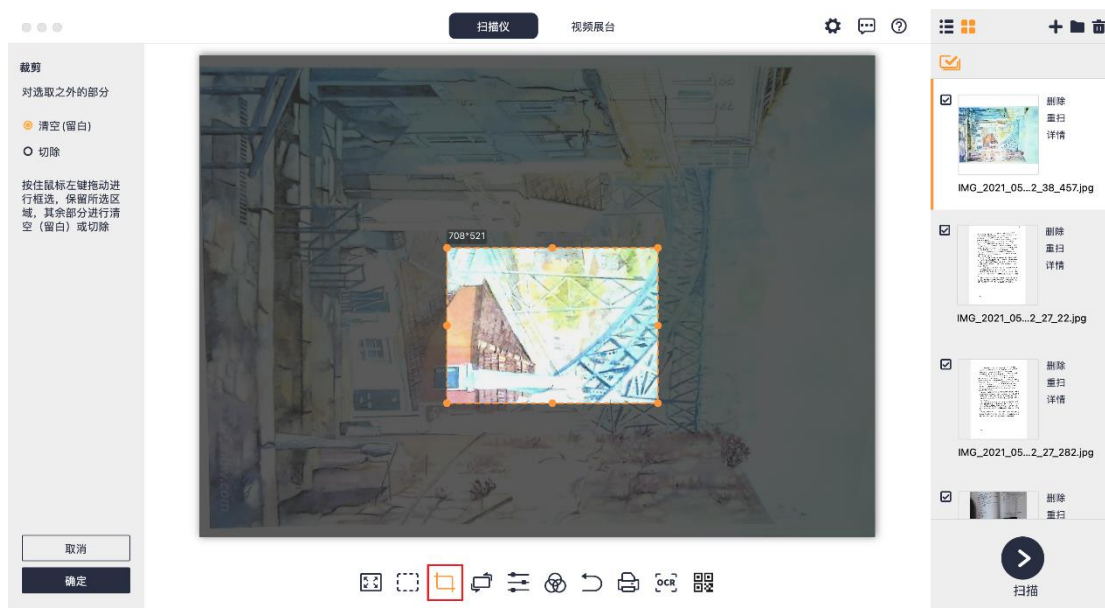 扫描仪
视频展台
裁剪
对选取之外的部分
清空(留白)
切除
按住鼠标左键拖动进
行框选，保留所选区
域，其余部分进行清
空（留白）或切除
取消
确定
708*521
OCR
删除
重扫
详情
IMG_2021_05...2_38_457.jpg
删除
重扫
详情
IMG_2021_05...2_27_22.jpg
删除
重扫
详情
IMG_2021_05...2_27_282.jpg
删除
重扫
扫描